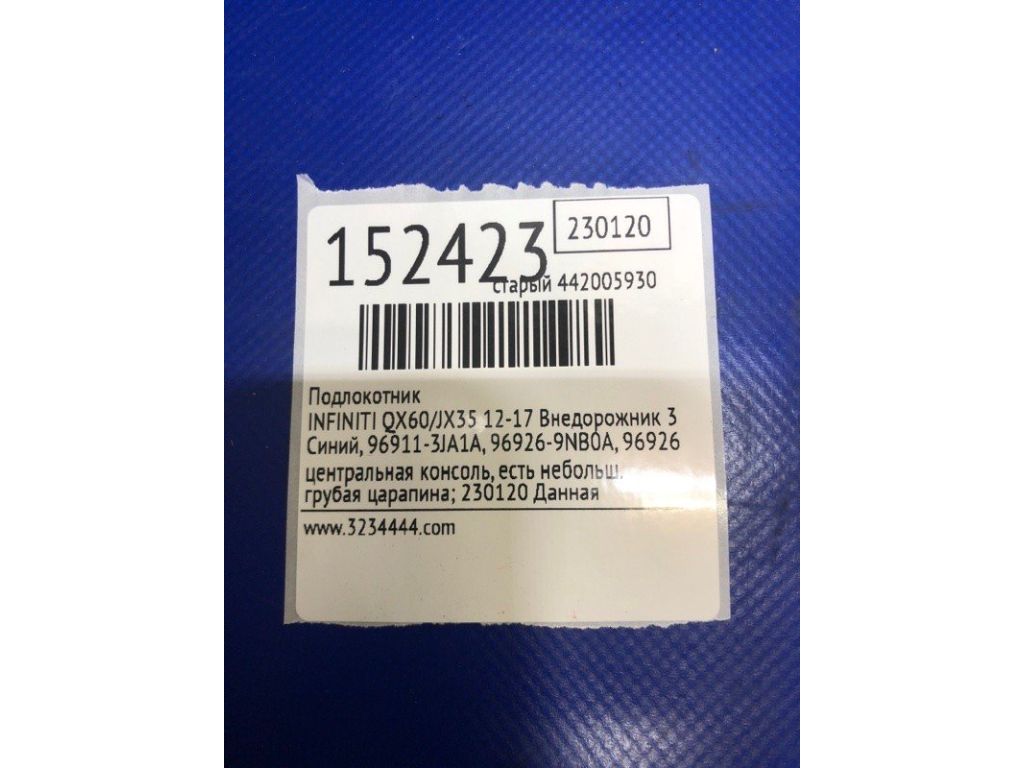 152423
230120
старый 442005930
Подлокотник
INFINITI QX60/JX35 12-17 Внедорожник 3
Синий, 96911-3JA1A, 96926-9NB0A, 96926
центральная консоль, есть небольш.
грубая царапина; 230120 Данная
www.3234444.com